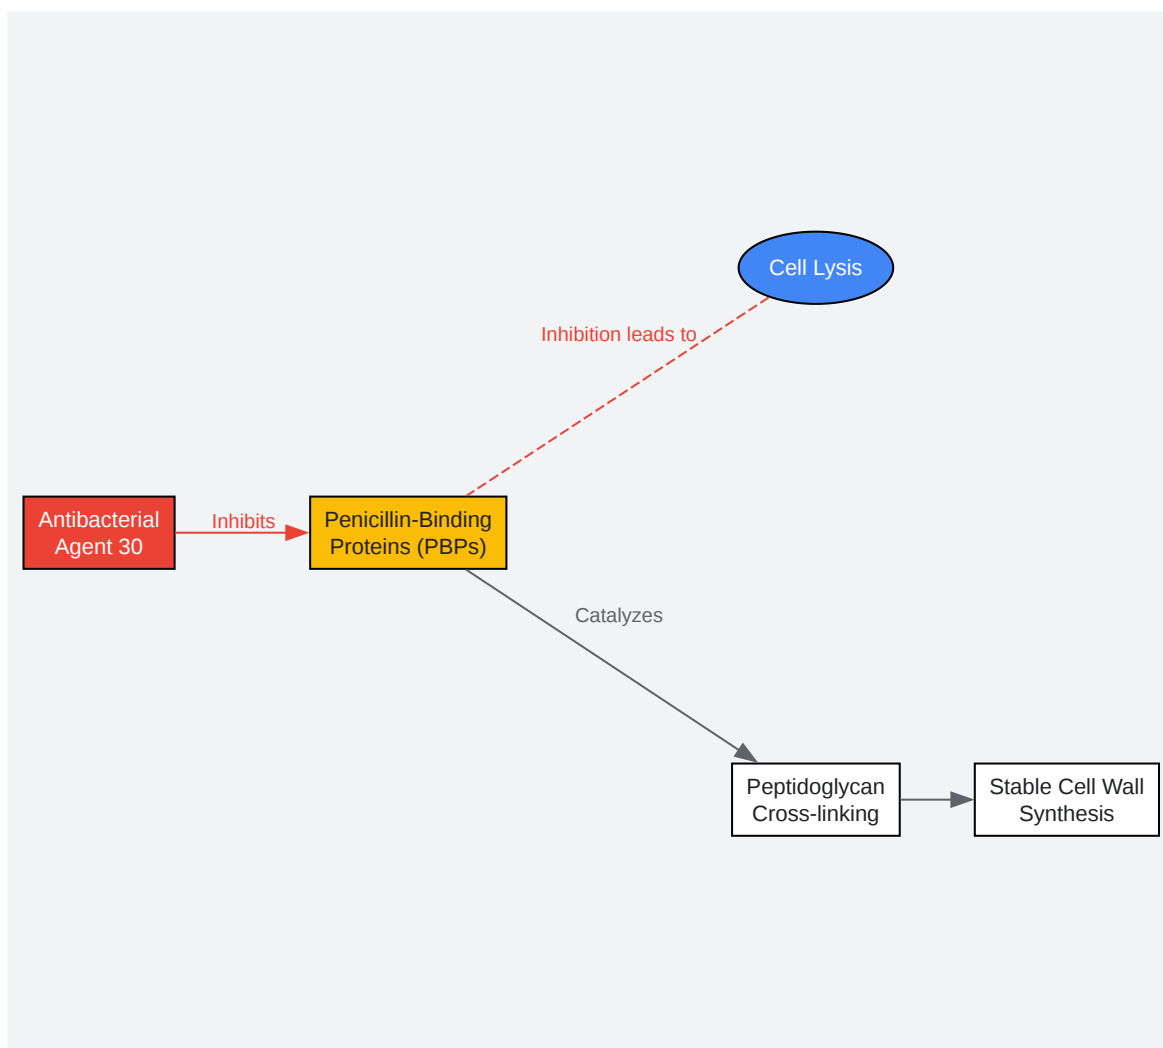 Cell Lysis
Inhibition leads to
Antibacterial
Agent 30
Inhibits
Penicillin-Binding
Proteins (PBPs)
Catalyzes
Peptidoglycan
Cross-linking
Stable Cell Wall
Synthesis